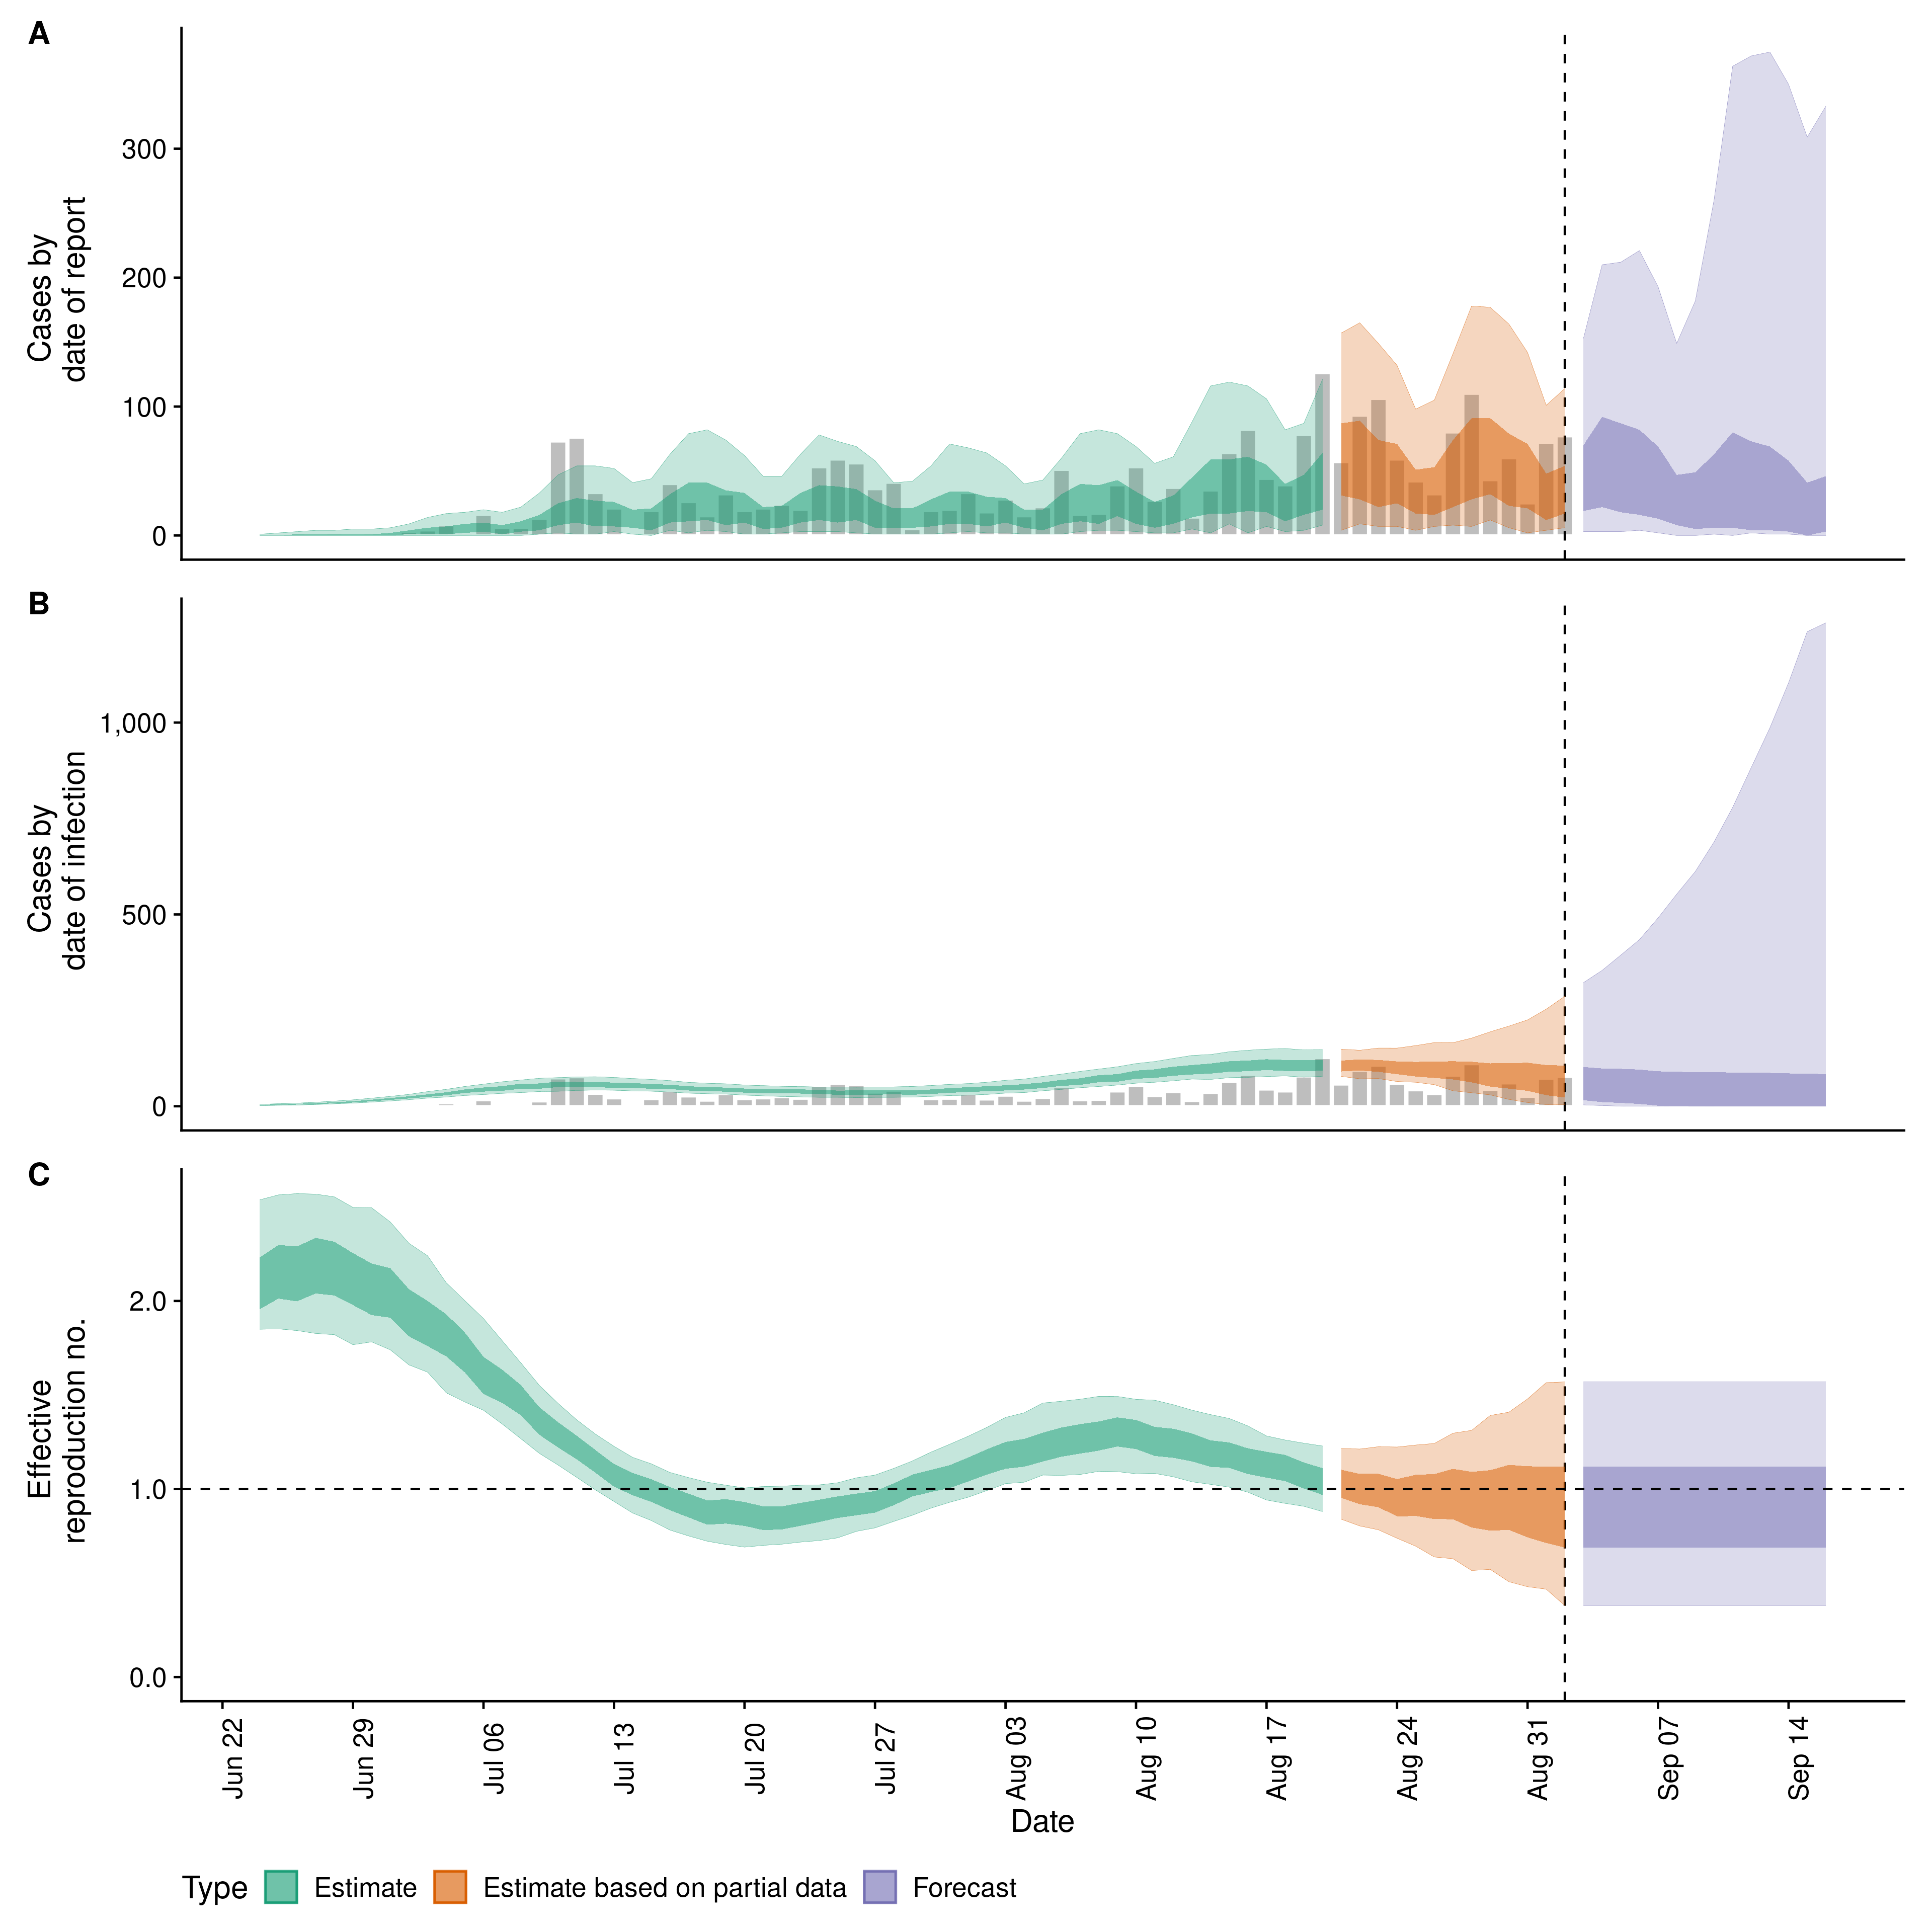 A
Cases by
date of report
300
200
100
0
B
Cases by
date of infection
1,000
500
0
C
Effective
reproduction no.
2.0
1.0
0.0
Jun 22
Jun 29
Jul 06
Jul 13
Jul 20
Jul 27
Aug 03
Aug 10
Aug 17
Aug 24
Aug 31
Sep 07
Sep 14
Date
Type
Estimate
Estimate based on partial data
Forecast